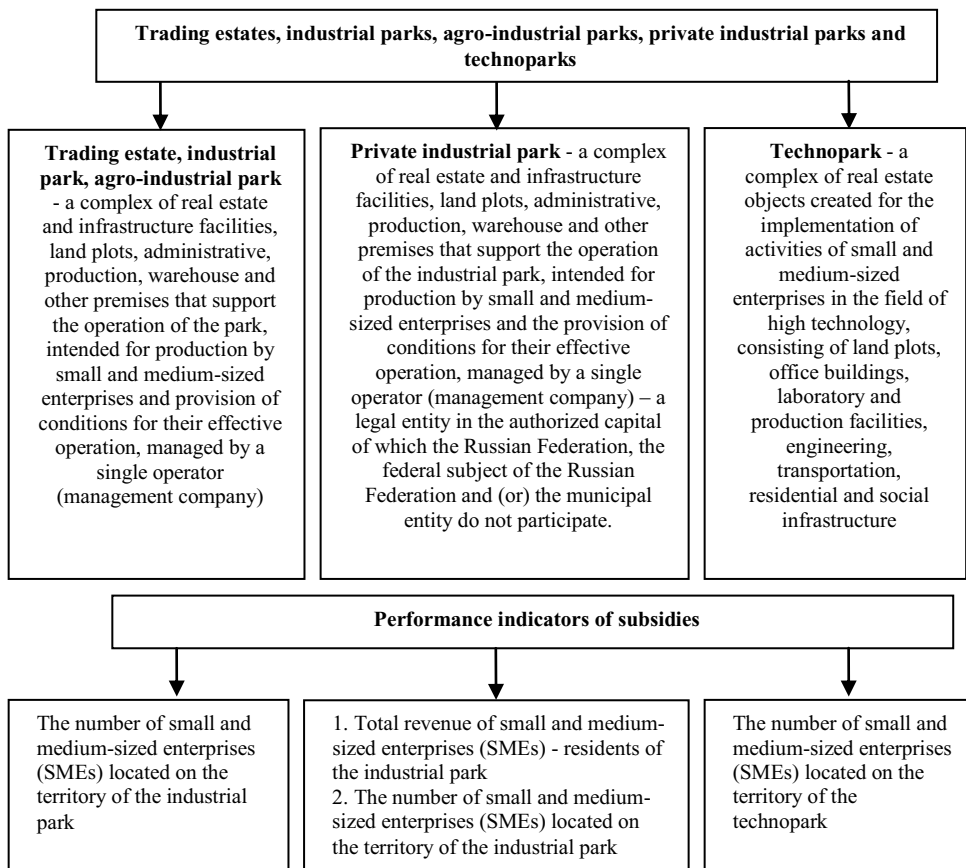 Trading estates, industrial parks, agro-industrial parks, private industrial parks and
technoparks
Trading estate, industrial
park, agro-industrial park
- a complex of real estate
and infrastructure facilities,
land plots, administrative,
production, warehouse and
other premises that support
the operation of the park,
intended for production by
small and medium-sized
enterprises and provision of
conditions for their effective
operation, managed by a
single operator
(management company)
Private industrial park - a complex
of real estate and infrastructure
facilities, land plots, administrative,
production, warehouse and other
premises that support the operation
of the industrial park, intended for
production by small and medium-
sized enterprises and the provision of
conditions for their effective
operation, managed by a single
operator (management company) – a
legal entity in the authorized capital
of which the Russian Federation, the
federal subject of the Russian
Federation and (or) the municipal
entity do not participate.
Technopark - a
complex of real estate
objects created for the
implementation of
activities of small and
medium-sized
enterprises in the field of
high technology,
consisting of land plots,
office buildings,
laboratory and
production facilities,
engineering,
transportation,
residential and social
infrastructure
Performance indicators of subsidies
The number of small and
medium-sized enterprises
(SMEs) located on the
territory of the industrial
park
1. Total revenue of small and medium-
sized enterprises (SMEs) - residents of
the industrial park
2. The number of small and medium-
sized enterprises (SMEs) located on
the territory of the industrial park
The number of small and
medium-sized enterprises
(SMEs) located on the
territory of the
technopark